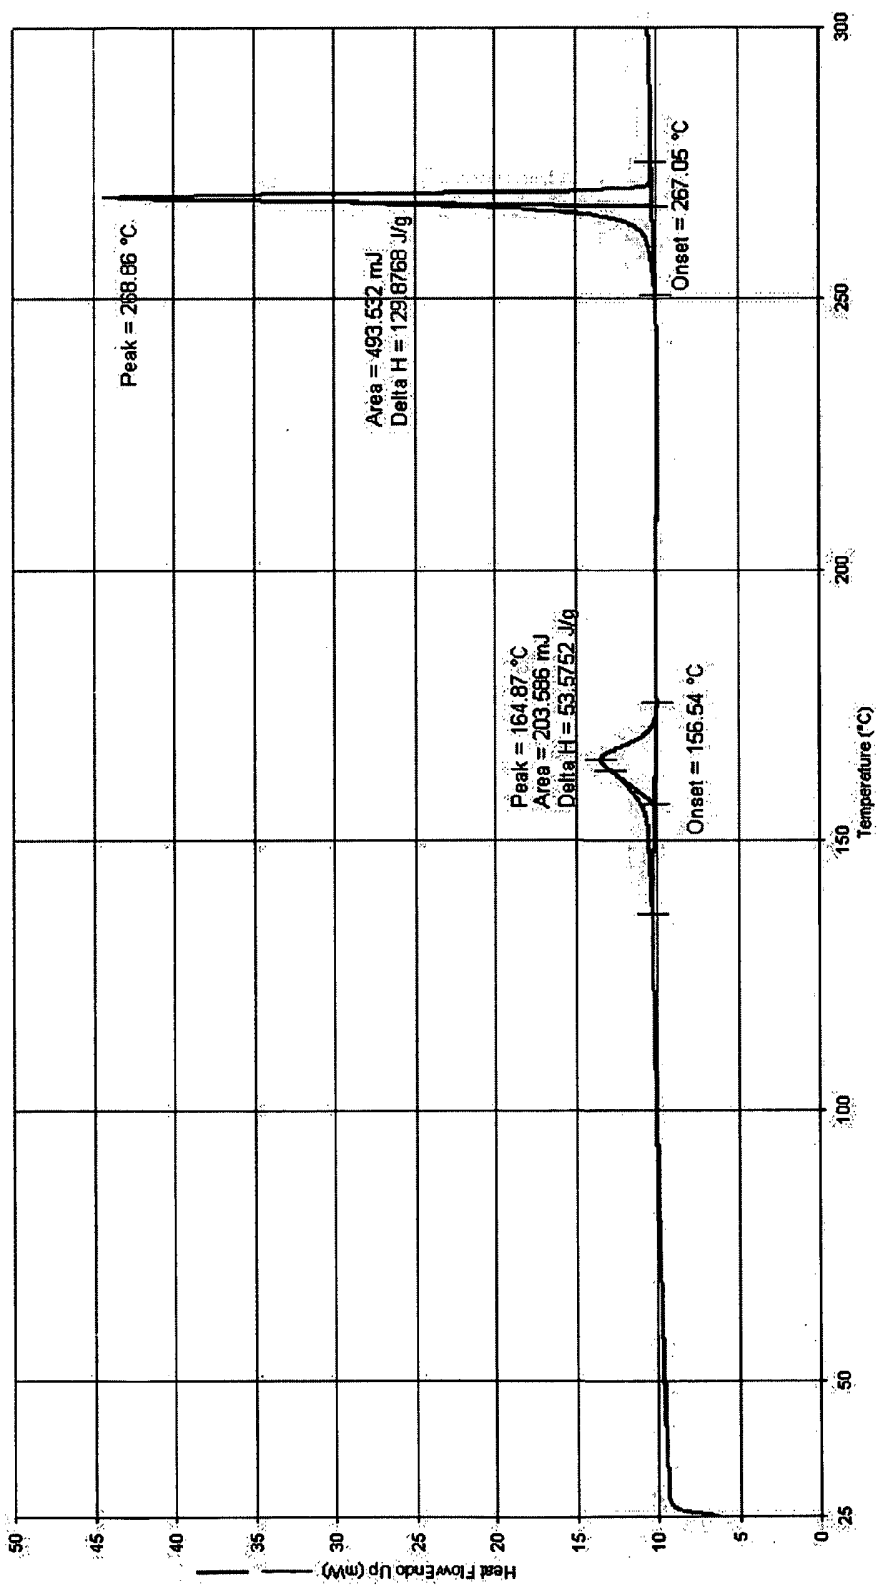 Heat Flow Endo Up (mW)
50
45
40
35
30
25
20
15
10
5
0
Peak = 268.86 °C
Area = 493.532 mJ
Delta H = 129.8768 J/g
Peak = 164.87 °C
Area = 203.586 mJ
Delta H = 53.5752 J/g
Onset = 156.54 °C
Onset = 267.05 °C
25
50
100
150
200
250
300
Temperature (°C)